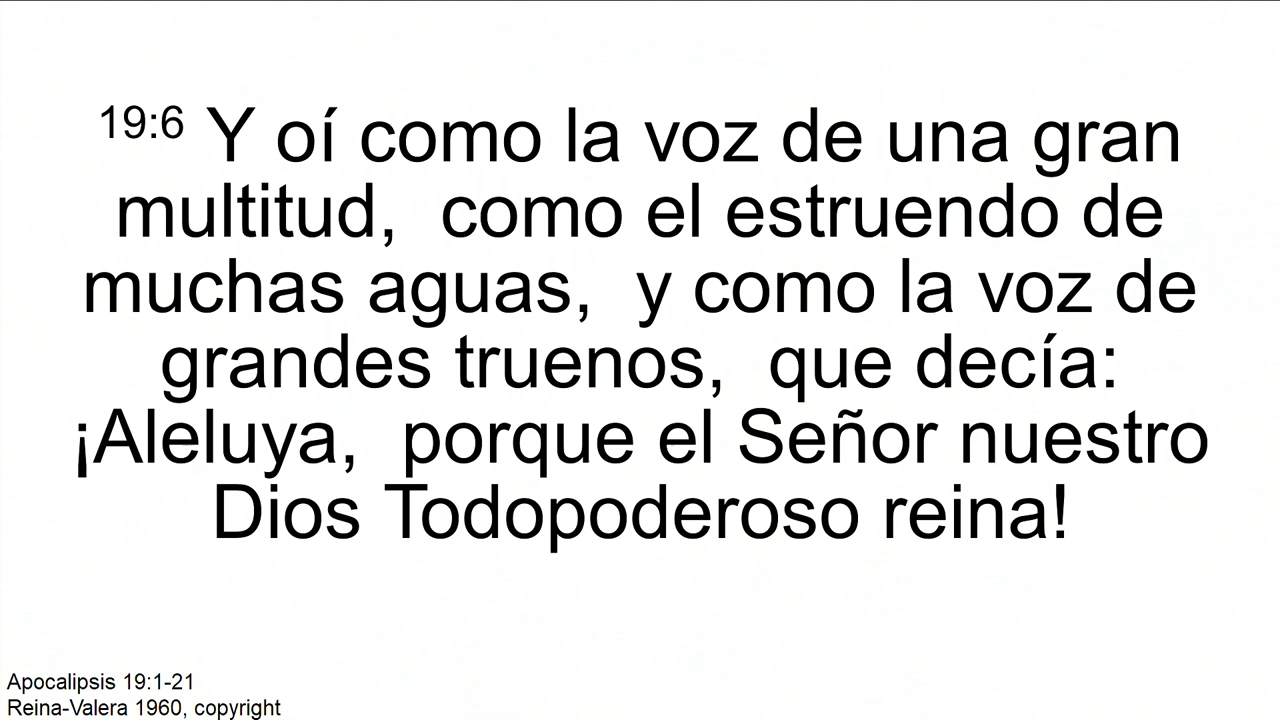 19:6 Y oí como la voz de una gran
multitud,  como el estruendo de
muchas aguas,  y como la voz de
grandes truenos,  que decía:
¡Aleluya,  porque el Señor nuestro
Dios Todopoderoso reina!
Apocalipsis 19:1-21
Reina-Valera 1960, copyright